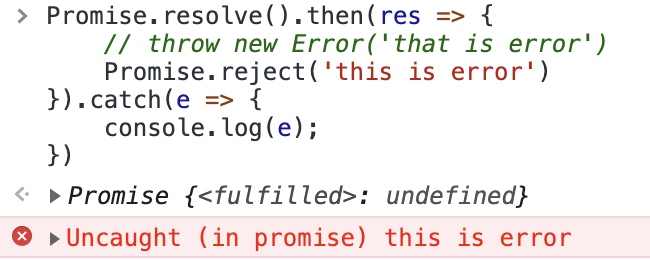 Promise.resolve().then(res => {
    // throw new Error('that is error')
    Promise.reject('this is error')
}).catch(e => {
    console.log(e);
})
Promise {<fulfilled>: undefined}
Uncaught (in promise) this is error